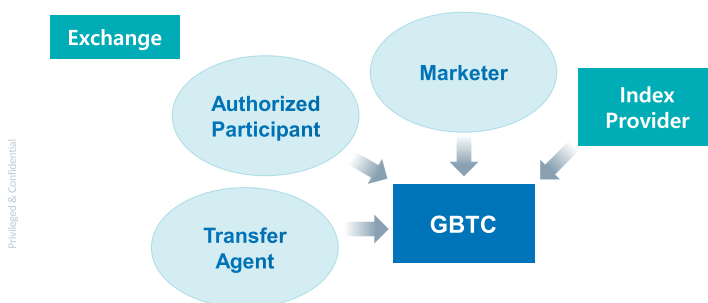 Exchange
Marketer
Authorized
Participant
Index
Provider
GBTC
Transfer
Agent
Privileged & Confidential